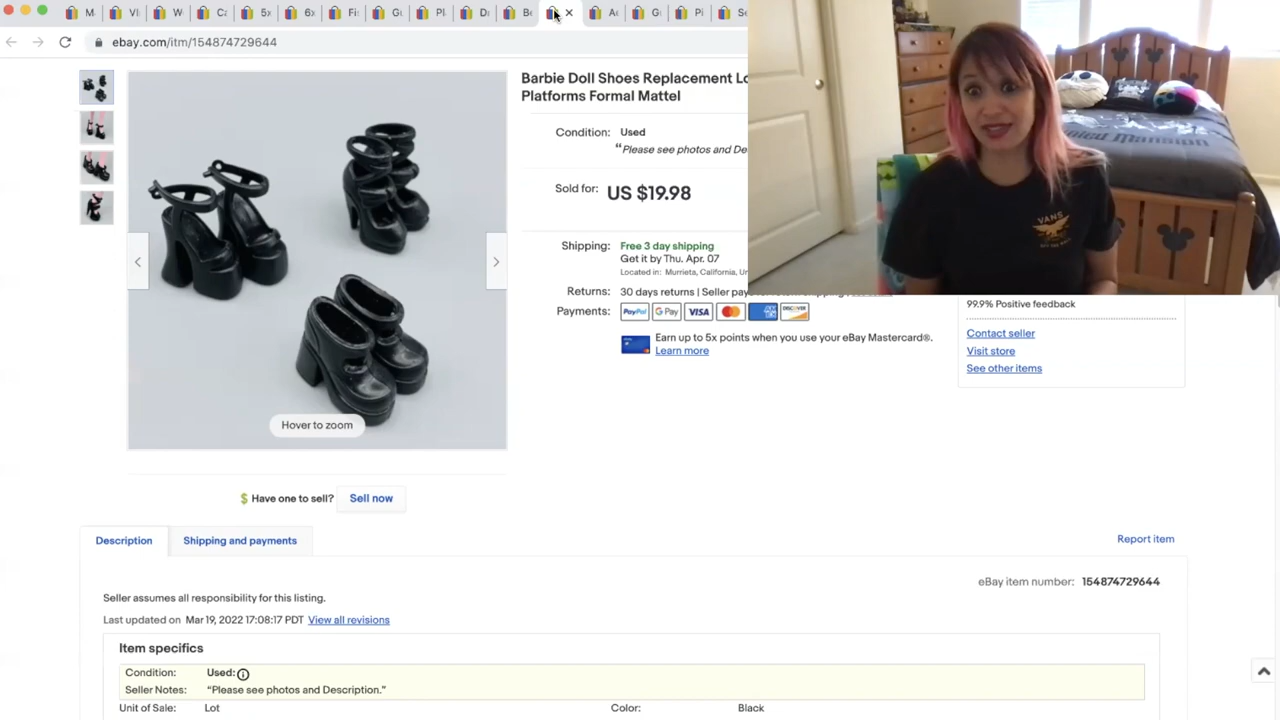 ebay.com/itm/154874729644
Barbie Doll Shoes Replacement
Platforms Formal Mattel
Condition: Used
“Please see photos and
Sold for: US $19.98
Shipping: Free 3 day shipping
Get it by Thu. Apr. 07
Located in: Murrieta, California,
Returns: 30 days returns | Seller
Payments: PayPal G Pay VISA
DISCOVER
Earn up to 5x points when you use your eBay Mastercard®.
Learn more
99.9% Positive feedback
Contact seller
Visit store
See other items
VANS
Hover to zoom
Have one to sell? Sell now
Description
Shipping and payments
Report item
eBay item number: 154874729644
Seller assumes all responsibility for this listing.
Last updated on Mar 19, 2022 17:08:17 PDT View all revisions
Item specifics
Condition: Used:
Seller Notes: “Please see photos and Description.”
Unit of Sale: Lot
Color: Black